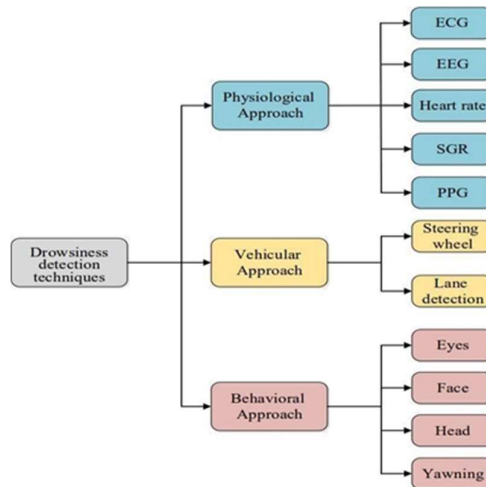 ECG
EEG
Physiological
Approach
Heart rate
SGR
PPG
Drowsiness
detection
techniques
Vehicular
Approach
Steering
wheel
Lane
detection
Behavioral
Approach
Eyes
Face
Head
Yawning